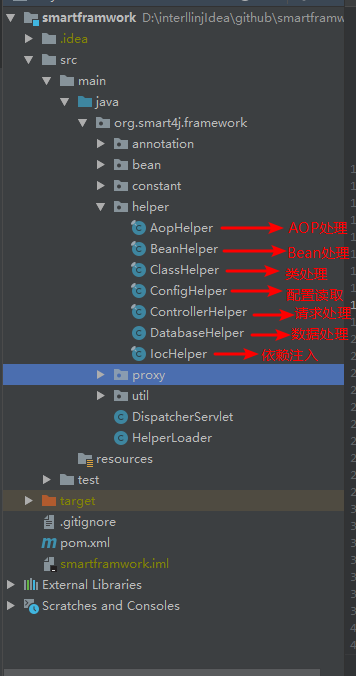 smartframwork D:\interllinjIdea\github\smartframw
.idea
src
main
java
org.smart4j.framework
annotation
bean
constant
helper
AopHelper AOP处理
BeanHelper Bean处理
ClassHelper 类处理
ConfigHelper 配置读取
ControllerHelper 请求处理
DatabaseHelper 数据处理
IocHelper 依赖注入
proxy
util
DispatcherServlet
HelperLoader
resources
test
target
.gitignore
pom.xml
smartframwork.iml
External Libraries
Scratches and Consoles